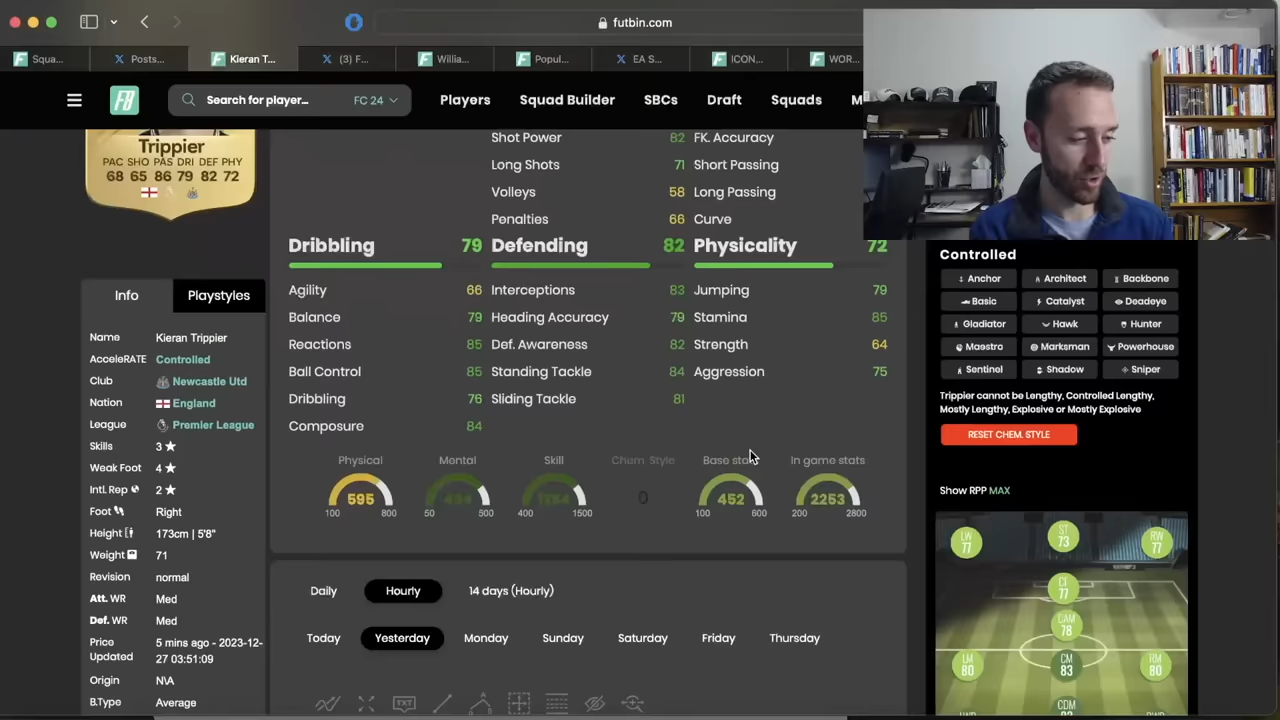 futbin.com
Squa...
Posts...
Kieran T...
(3) F...
Willia...
Popul...
EA S...
ICON...
WOR...
FB
Search for player...
FC 24
Players
Squad Builder
SBCs
Draft
Squads
M
Trippier
PAC SHO PAS DRI DEF PHY
68 65 86 79 82 72
Shot Power 82
Long Shots 71
Volleys 58
Penalties 66
FK. Accuracy
Short Passing
Long Passing
Curve
Dribbling 79
Agility 66
Balance 79
Reactions 85
Ball Control 85
Dribbling 76
Composure 84
Defending 82
Interceptions 83
Heading Accuracy 79
Def. Awareness 82
Standing Tackle 84
Sliding Tackle 81
Physicality 72
Jumping 79
Stamina 85
Strength 64
Aggression 75
Physical
595
100 800
Mental
50 500
Skill
400 1500
Chem Style
0
Base
452
100 600
In game stats
2253
200 2800
Info
Playstyles
Name Kieran Trippier
AcceleRATE Controlled
Club Newcastle Utd
Nation England
League Premier League
Skills 3
Weak Foot 4
Intl. Rep 2
Foot Right
Height 173cm | 5'8"
Weight 71
Revision normal
Att. WR Med
Def. WR Med
Price Updated 5 mins ago - 2023-12-27 03:51:09
Origin N\A
B.Type Average
Daily
Hourly
14 days (Hourly)
Today
Yesterday
Monday
Sunday
Saturday
Friday
Thursday
TXT
Controlled
Anchor
Architect
Backbone
Basic
Catalyst
Deadeye
Gladiator
Hawk
Hunter
Maestro
Marksman
Powerhouse
Sentinel
Shadow
Sniper
Trippier cannot be Lengthy, Controlled Lengthy,
Mostly Lengthy, Explosive or Mostly Explosive
RESET CHEM. STYLE
Show RPP MAX
LW 77
ST 73
RW 77
CF 77
CAM 78
LM 80
CM 83
RM 80
CDM